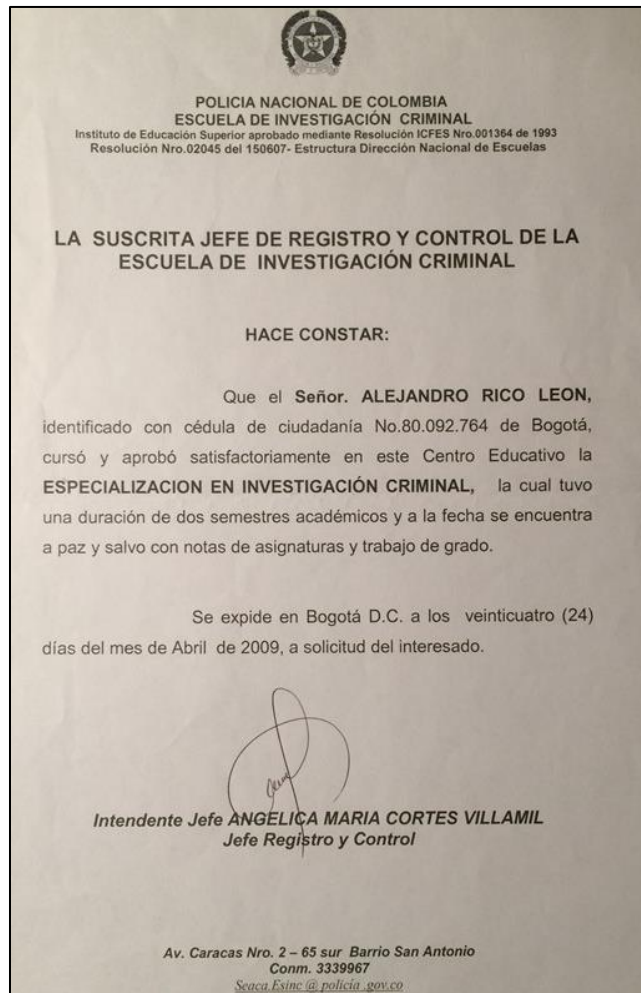 POLICIA NACIONAL DE COLOMBIA
ESCUELA DE INVESTIGACIÓN CRIMINAL
Instituto de Educación Superior aprobado mediante Resolución ICFES Nro.001364 de 1993
Resolución Nro.02045 del 150607- Estructura Dirección Nacional de Escuelas
LA SUSCRITA JEFE DE REGISTRO Y CONTROL DE LA
ESCUELA DE INVESTIGACIÓN CRIMINAL
HACE CONSTAR:
Que el Señor. ALEJANDRO RICO LEON,
identificado con cédula de ciudadanía No.80.092.764 de Bogotá,
cursó y aprobó satisfactoriamente en este Centro Educativo la
ESPECIALIZACION EN INVESTIGACIÓN CRIMINAL, la cual tuvo
una duración de dos semestres académicos y a la fecha se encuentra
a paz y salvo con notas de asignaturas y trabajo de grado.
Se expide en Bogotá D.C. a los veinticuatro (24)
días del mes de Abril de 2009, a solicitud del interesado.
Intendente Jefe ANGELICA MARIA CORTES VILLAMIL
Jefe Registro y Control
Av. Caracas Nro. 2 – 65 sur Barrio San Antonio
Conm. 3339967
Seaca.Esinc @ policía .gov.co